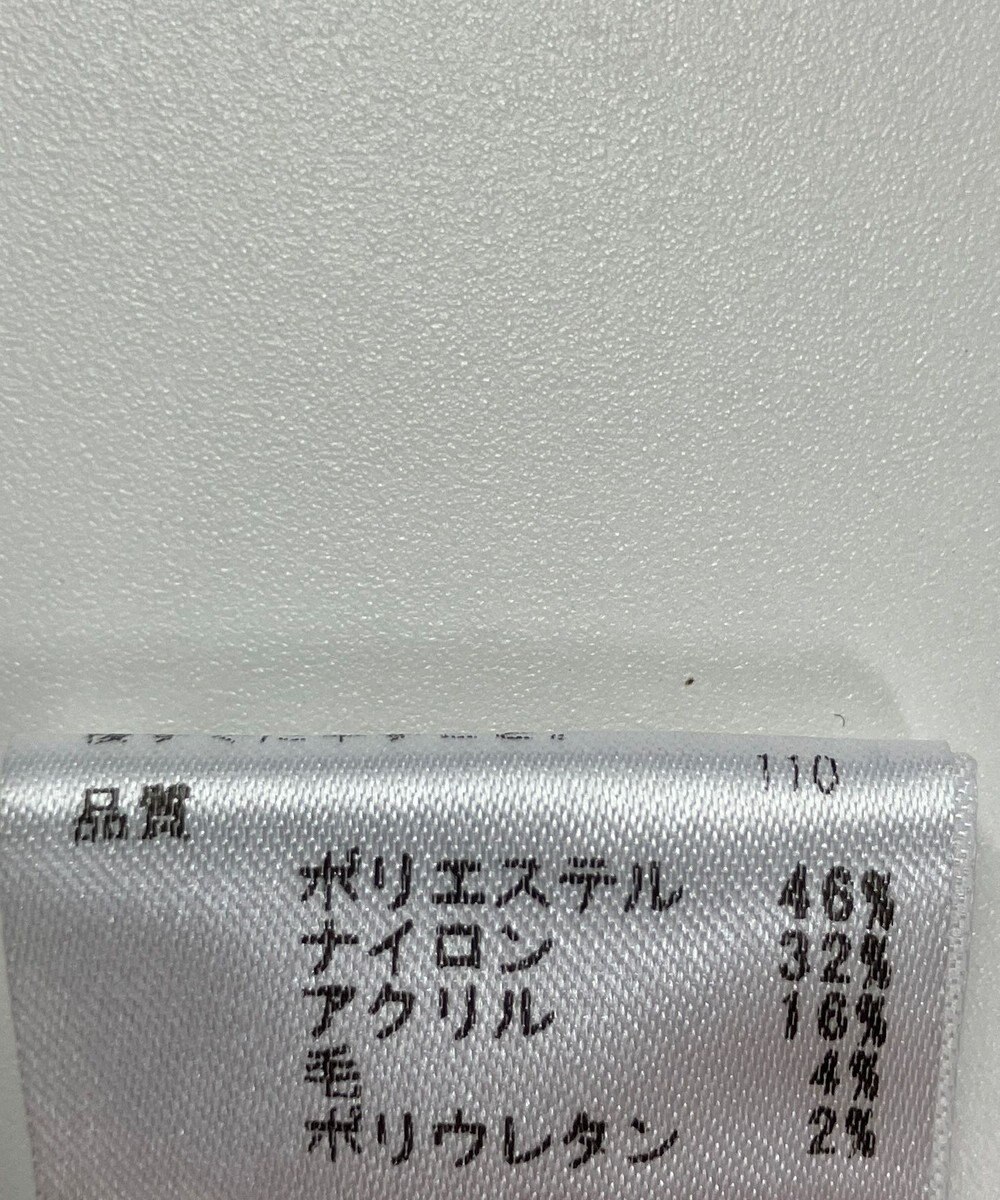 110
品質
ポリエステル 46%
ナイロン 32%
アクリル 16%
毛 4%
ポリウレタン 2%